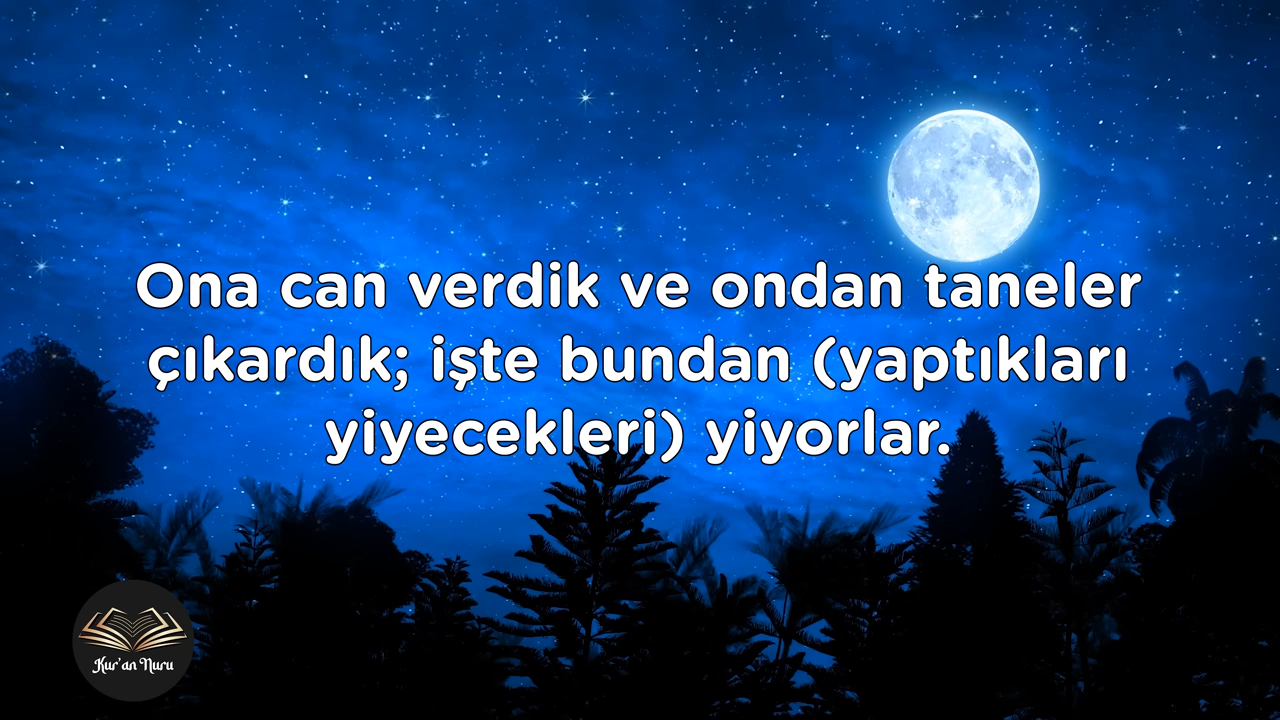 Ona can verdik ve ondan taneler
çıkardık; işte bundan (yaptıkları
yiyecekleri) yiyorlar.
Kur'an Nuru